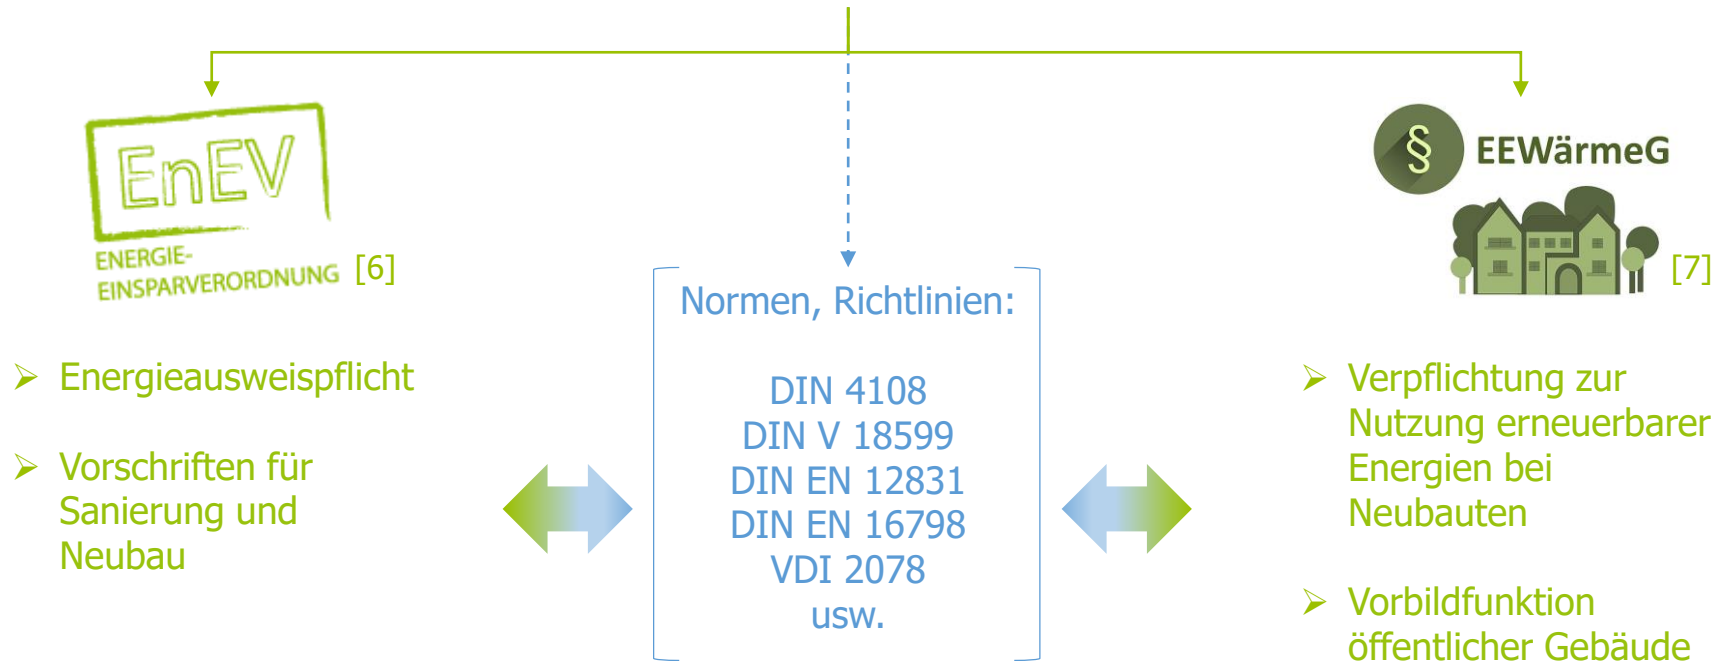 EnEV
ENERGIE-
EINSPARVERORDNUNG
[6]
➢ Energieausweispflicht
➢ Vorschriften für
Sanierung und
Neubau
Normen, Richtlinien:
DIN 4108
DIN V 18599
DIN EN 12831
DIN EN 16798
VDI 2078
usw.
§ EEWärmeG
[7]
➢ Verpflichtung zur
Nutzung erneuerbarer
Energien bei
Neubauten
➢ Vorbildfunktion
öffentlicher Gebäude